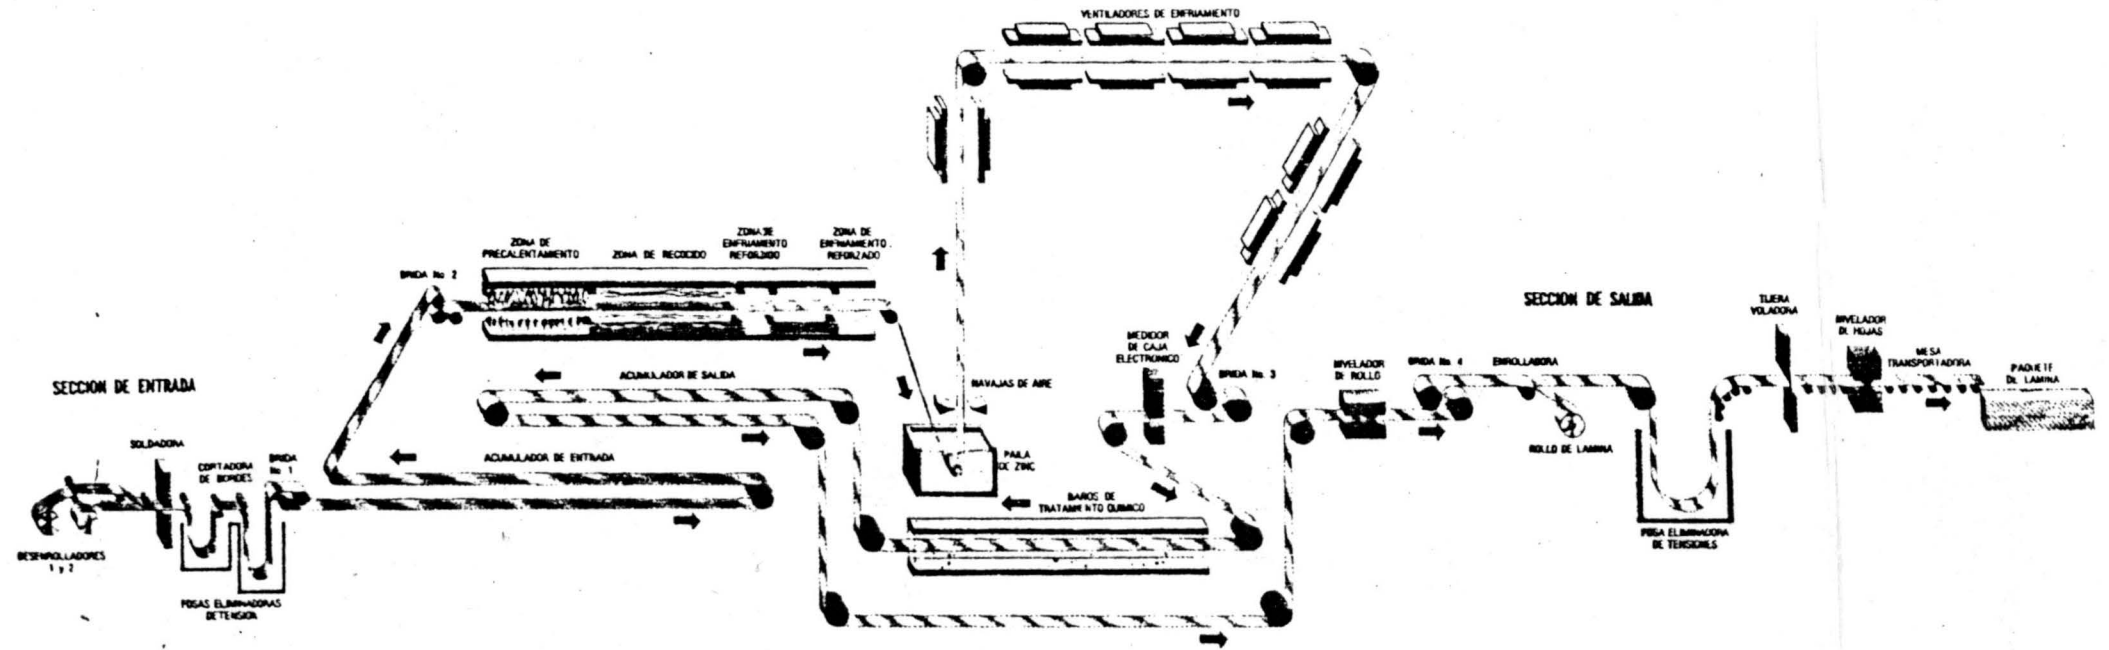 VENTILADORES DE ENFRIAMIENTO
ZONA DE
PRECALENTAMIENTO
ZONA DE RECOCIDO
ZONA DE
ENFRIAMIENTO
REFORZADO
ZONA DE
ENFRIAMIENTO
REFORZADO
BRIDA No 2
SECCION DE ENTRADA
SOLDADORA
CORTADORA
DE BORDES
BRIDA
No 1
DESENROLLADORES
1 y 2
POSAS ELIMINADORAS
DETENSION
ACUMULADOR DE SALIDA
ACUMULADOR DE ENTRADA
NAVAJAS DE AIRE
PAILA
DE ZINC
BAÑOS DE
TRATAMIENTO QUIMICO
MEDIDOR
DE CAJA
ELECTRONICO
BRIDA No. 3
NIVELADOR
DE ROLLO
BRIDA No 4
ENROLLADORA
ROLLO DE LAMINA
SECCION DE SALIDA
POSA ELIMINADORA
DE TENSIONES
TIJERA
VOLADORA
NIVELADOR
DE HOJAS
MESA
TRANSPORTADORA
PAQUETE
DE LAMINA